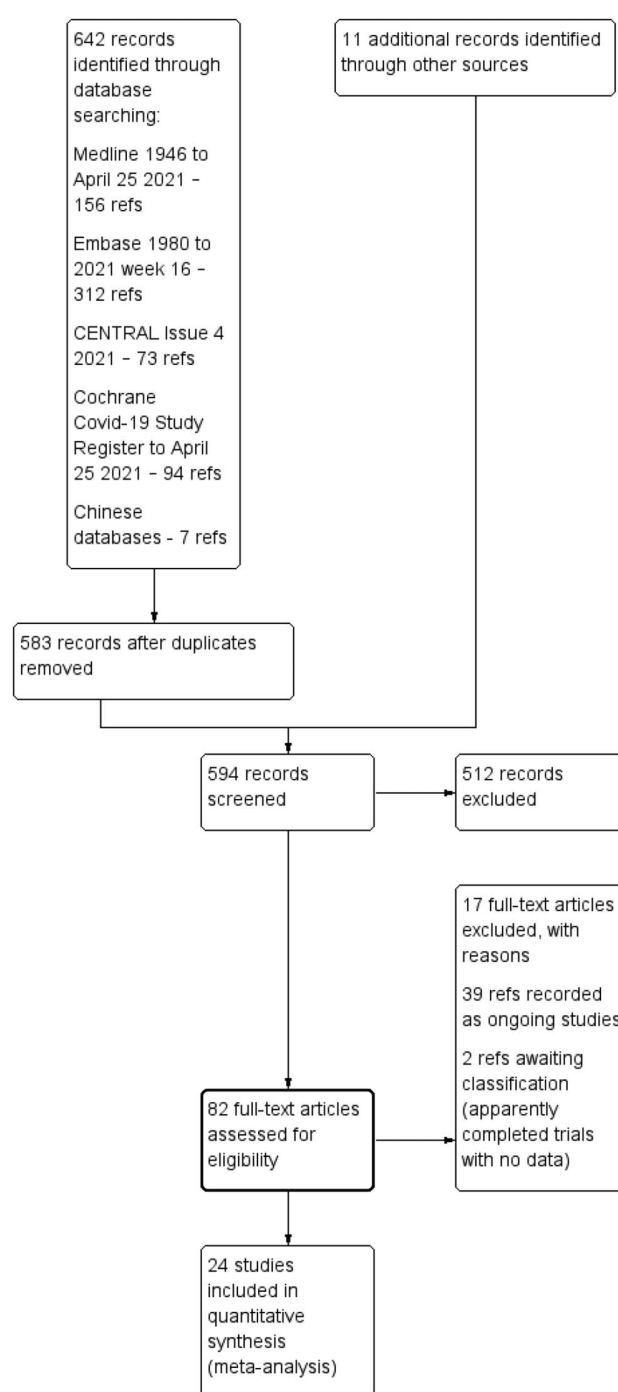 642 records
identified through
database
searching:
Medline 1946 to
April 25 2021 –
156 refs
Embase 1980 to
2021 week 16 –
312 refs
CENTRAL Issue 4
2021 – 73 refs
Cochrane
Covid-19 Study
Register to April
25 2021 – 94 refs
Chinese
databases - 7 refs
11 additional records identified
through other sources
583 records after duplicates
removed
594 records
screened
512 records
excluded
17 full-text articles
excluded, with
reasons
39 refs recorded
as ongoing studies
2 refs awaiting
classification
(apparently
completed trials
with no data)
82 full-text articles
assessed for
eligibility
24 studies
included in
quantitative
synthesis
(meta-analysis)